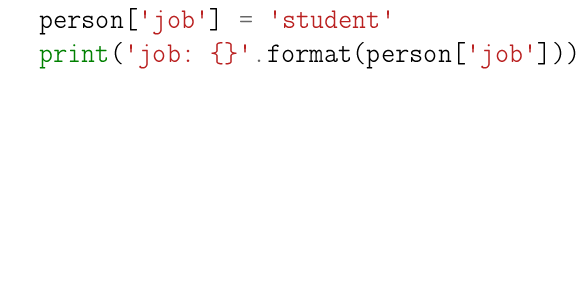 person['job'] = 'student'
print('job: {}'.format(person['job']))